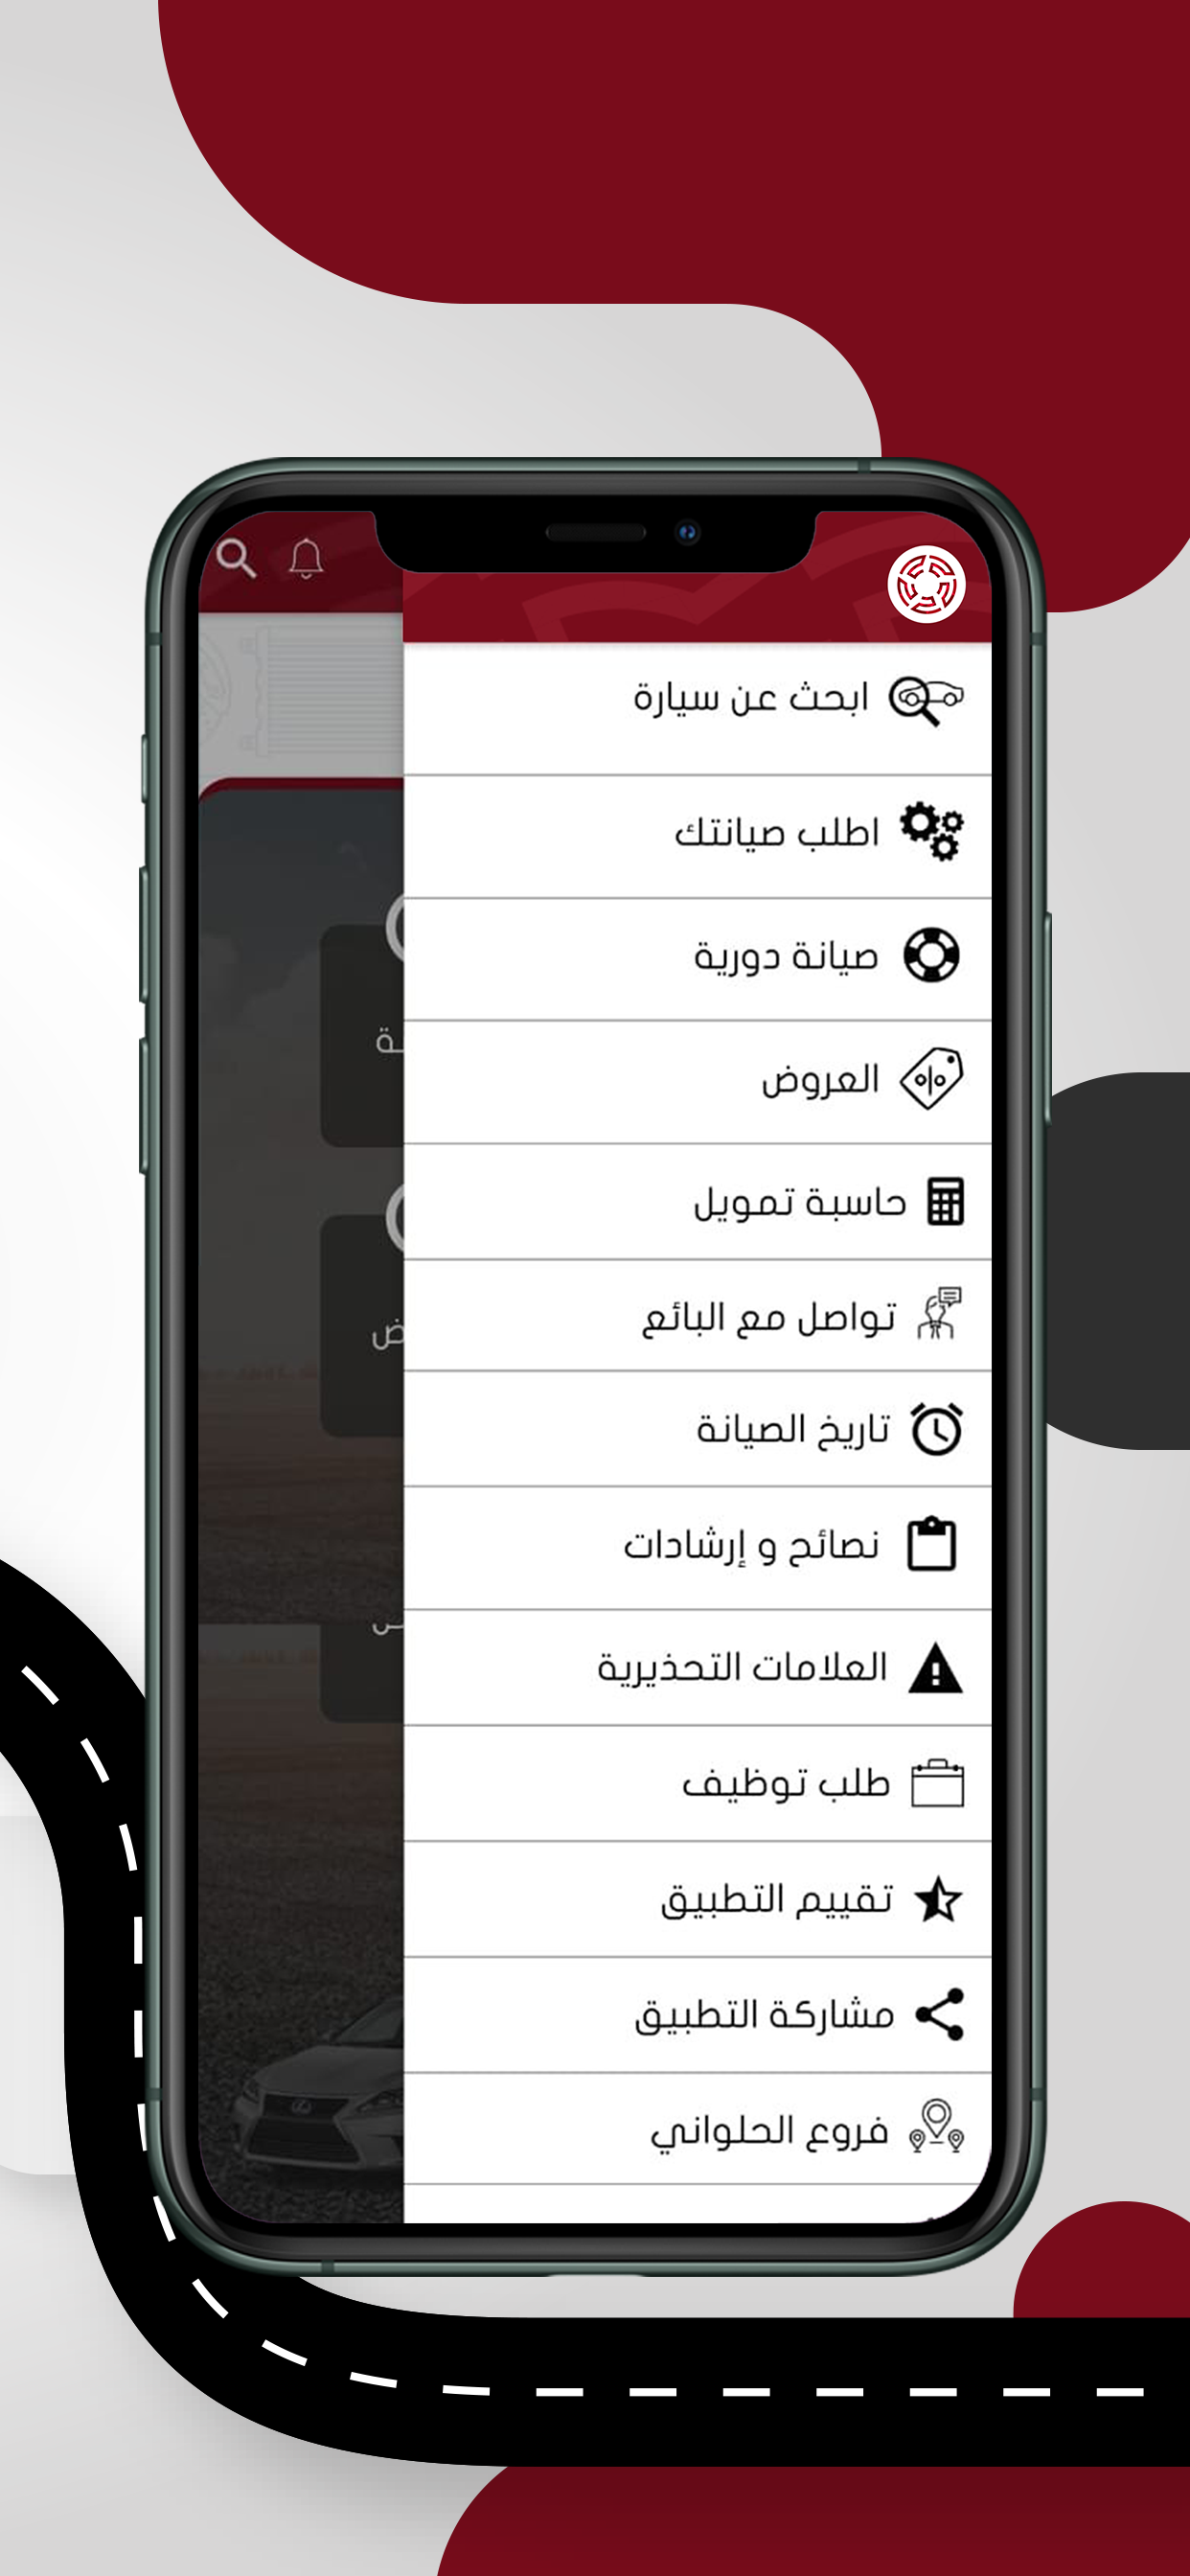 ابحث عن سيارة
اطلب صيانتك
صيانة دورية
العروض
حاسبة تمويل
تواصل مع البائع
تاريخ الصيانة
نصائح و إرشادات
العلامات التحذيرية
طلب توظيف
تقييم التطبيق
مشاركة التطبيق
فروع الحلواني